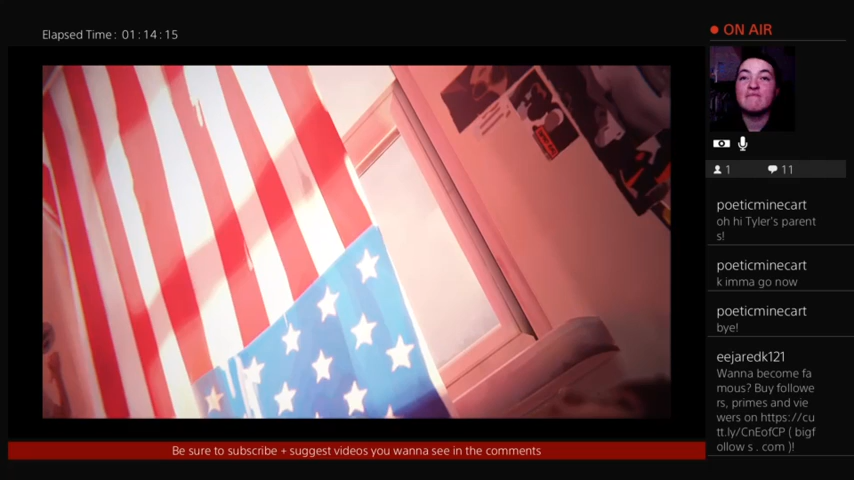 Elapsed Time : 01 : 14 : 15
ON AIR
1
11
poeticminecart
oh hi Tyler's parent
s!
poeticminecart
k imma go now
poeticminecart
bye!
eejaredk121
Wanna become fa
mous? Buy followe
rs, primes and vie
wers on https://cu
tt.ly/CnEofCP ( bigf
ollow s . com )!
Be sure to subscribe + suggest videos you wanna see in the comments